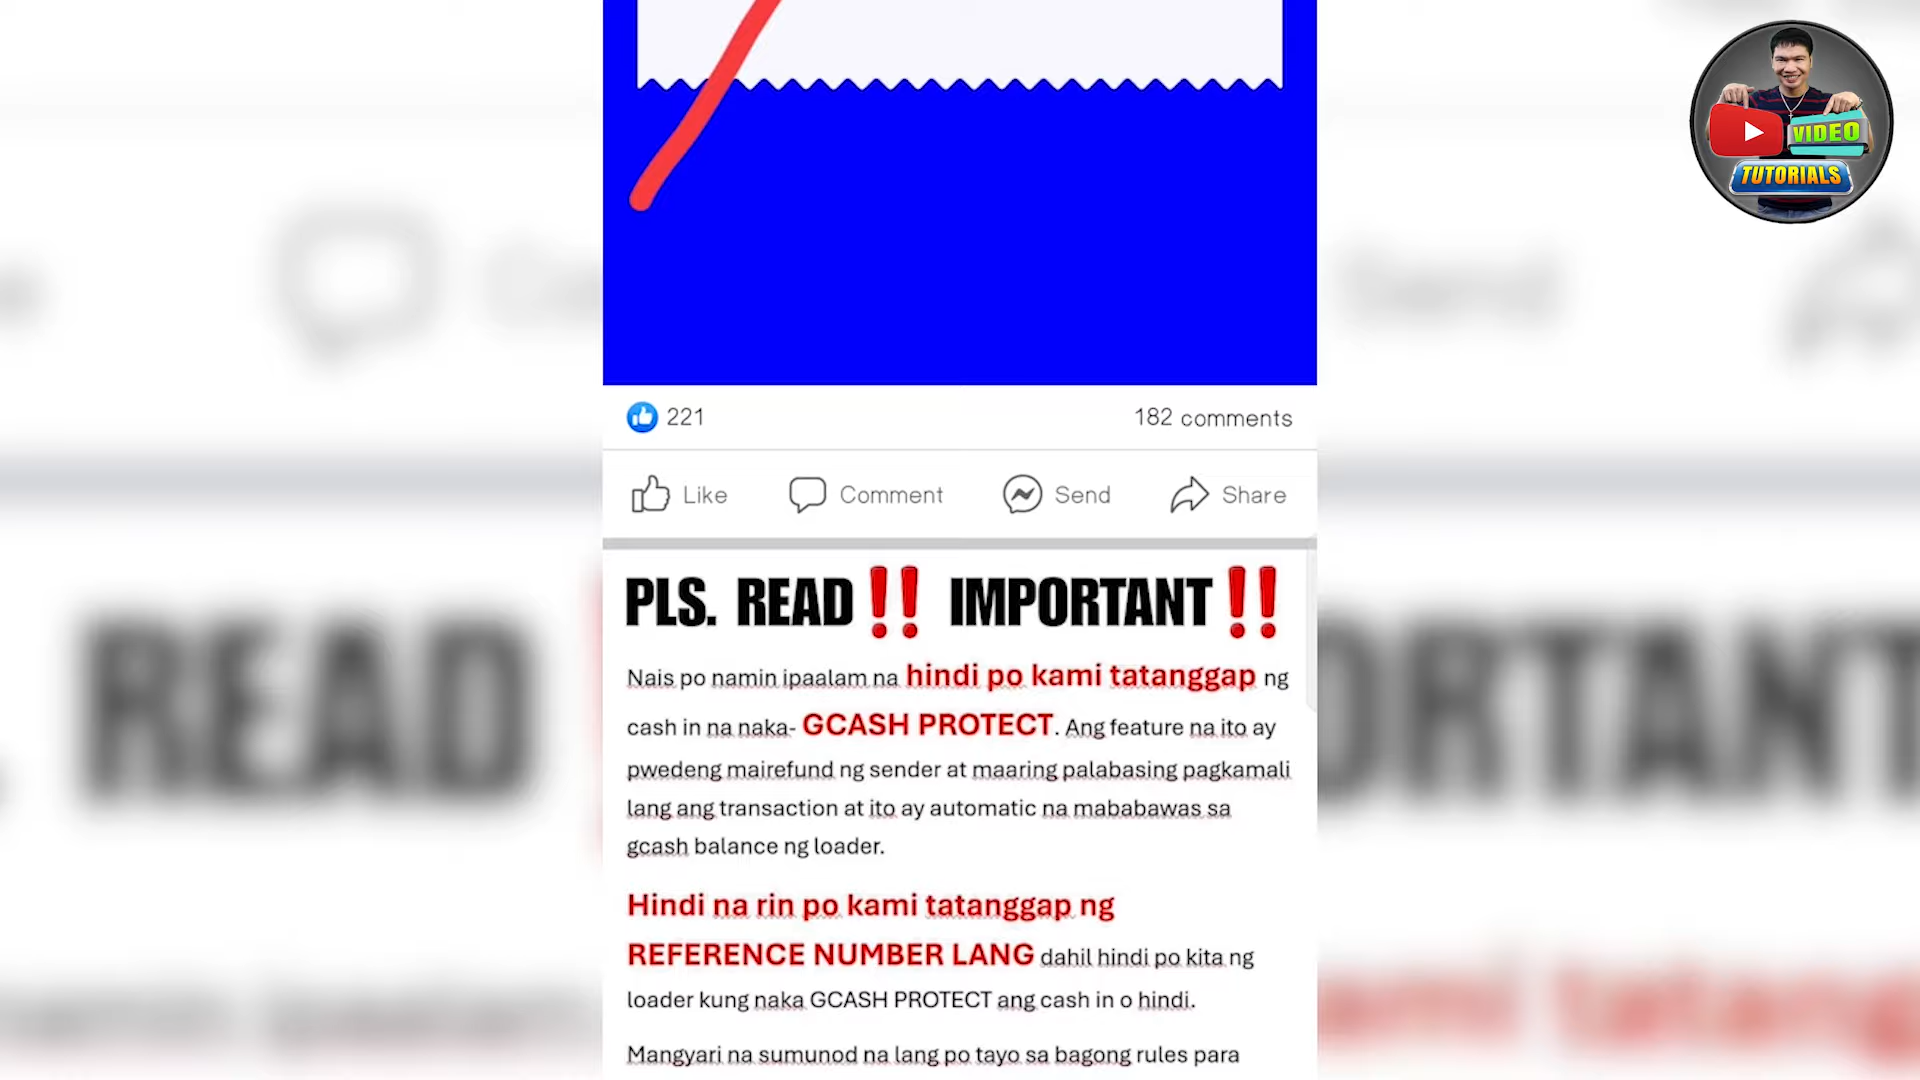 VIDEO
TUTORIALS
221
182 comments
Like Comment Send Share
PLS. READ‼️ IMPORTANT‼️
Nais po namin ipaalam na hindi po kami tatanggap ng
cash in na naka- GCASH PROTECT. Ang feature na ito ay
pwedeng mairefund ng sender at maaring palabasing pagkamali
lang ang transaction at ito ay automatic na mababawas sa
gcash balance ng loader.
Hindi na rin po kami tatanggap ng
REFERENCE NUMBER LANG dahil hindi po kita ng
loader kung naka GCASH PROTECT ang cash in o hindi.
Mangyari na sumunod na lang po tayo sa bagong rules para